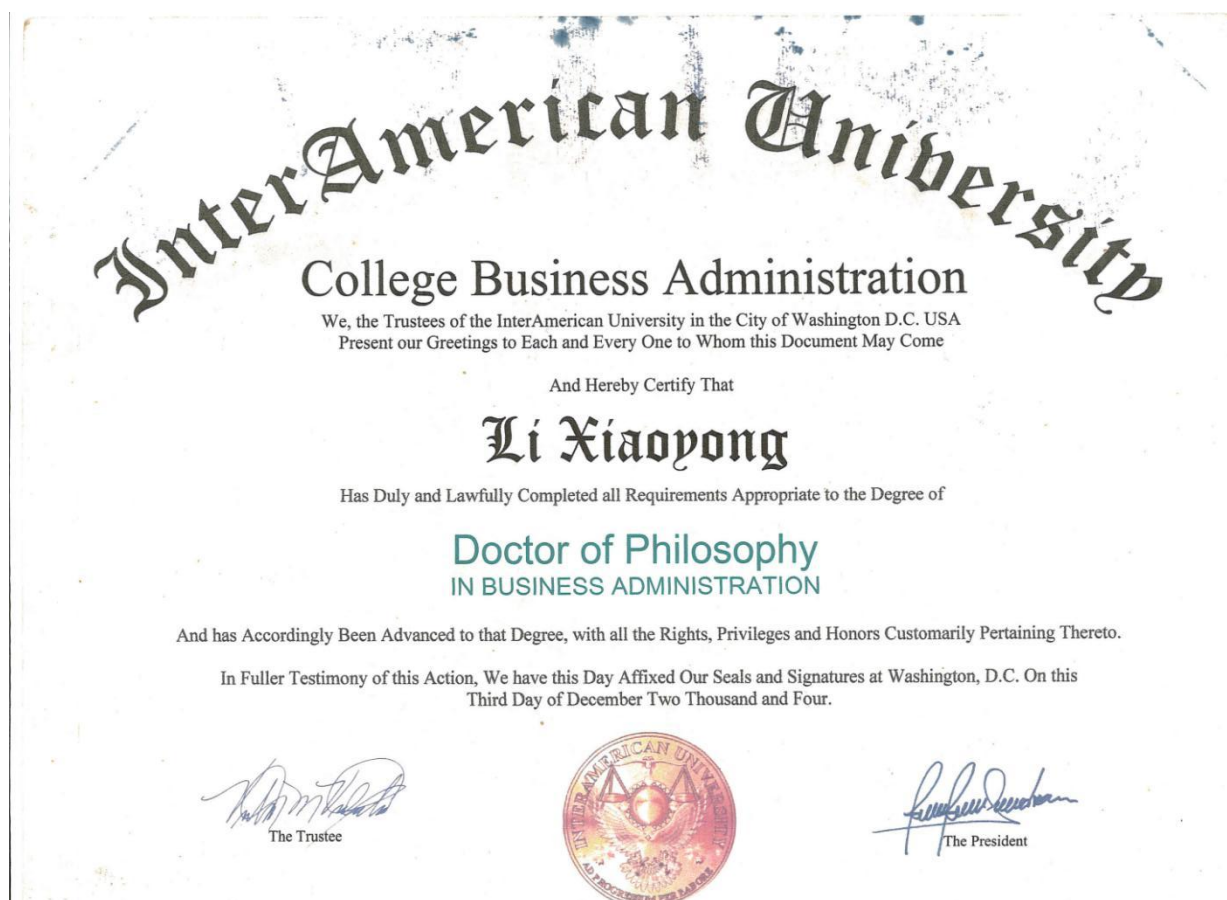 InterAmerican University
College Business Administration
We, the Trustees of the InterAmerican University in the City of Washington D.C. USA
Present our Greetings to Each and Every One to Whom this Document May Come
And Hereby Certify That
Li Xiaoyong
Has Duly and Lawfully Completed all Requirements Appropriate to the Degree of
Doctor of Philosophy
IN BUSINESS ADMINISTRATION
And has Accordingly Been Advanced to that Degree, with all the Rights, Privileges and Honors Customarily Pertaining Thereto.
In Fuller Testimony of this Action, We have this Day Affixed Our Seals and Signatures at Washington, D.C. On this
Third Day of December Two Thousand and Four.
INTERAMERICAN UNIVERSITY
AD PROGREDIUM PER
The Trustee
The President